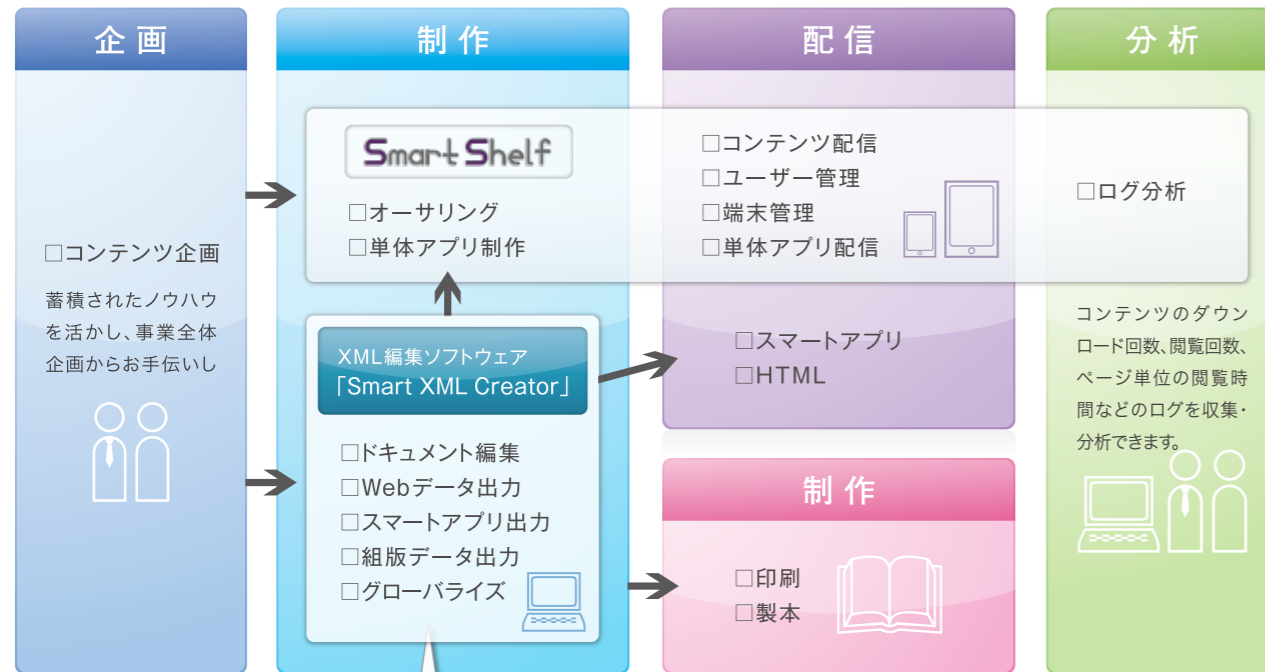 企画
□コンテンツ企画
蓄積されたノウハウ
を活かし、事業全体
企画からお手伝いし
制作
Smart Shelf
□オーサリング
□単体アプリ制作
XML編集ソフトウェア
「Smart XML Creator」
□ドキュメント編集
□Webデータ出力
□スマートアプリ出力
□組版データ出力
□グローバライズ
配信
□コンテンツ配信
□ユーザー管理
□端末管理
□単体アプリ配信
□スマートアプリ
□HTML
制作
□印刷
□製本
分析
□ログ分析
コンテンツのダウン
ロード回数、閲覧回数、
ページ単位の閲覧時
間などのログを収集・
分析できます。